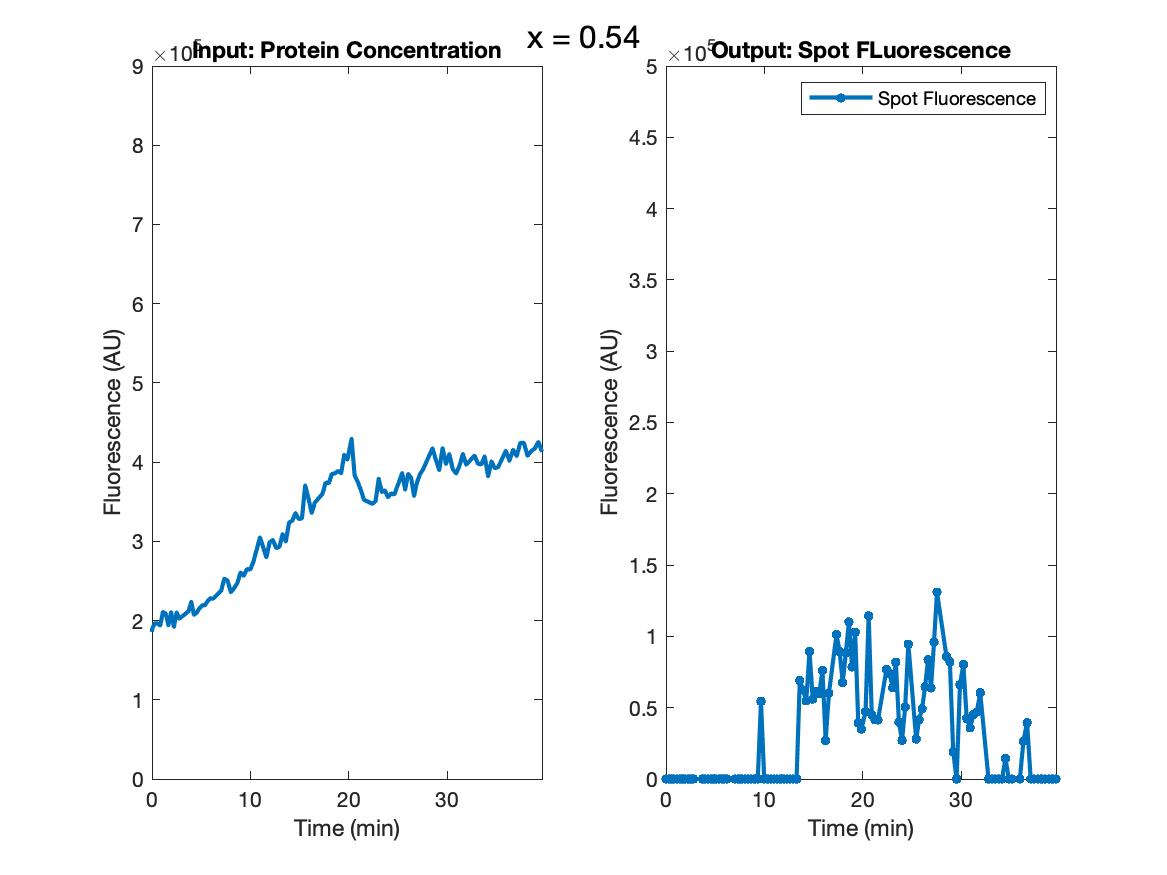 x = 0.54
×10⁵
Input: Protein Concentration
9
8
7
6
5
4
3
2
1
0
Fluorescence (AU)
0 10 20 30
Time (min)
×10⁵
Output: Spot FLuorescence
Spot Fluorescence
5
4.5
4
3.5
3
2.5
2
1.5
1
0.5
0
Fluorescence (AU)
0 10 20 30
Time (min)